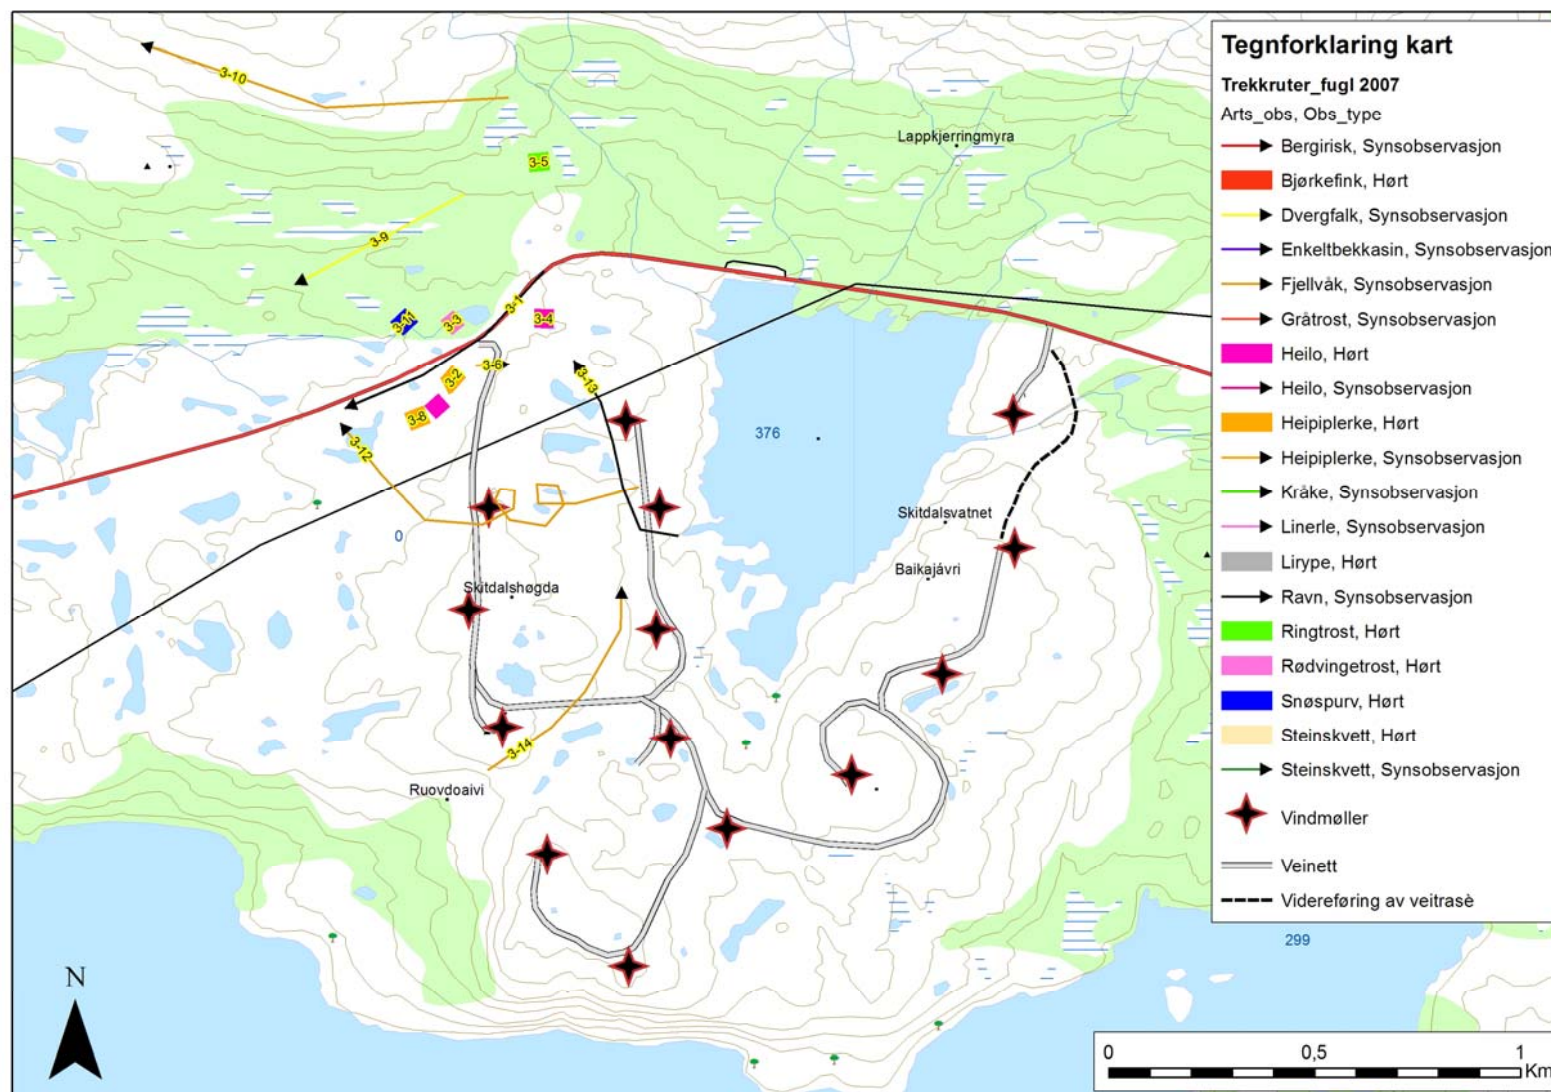 Tegnforklaring kart
Trekkruter_fugl 2007
Arts_obs, Obs_type
Bergirisk, Synsobservasjon
Bjørkefink, Hørt
Dvergfalk, Synsobservasjon
Enkeltbekkasin, Synsobservasjon
Fjellvåk, Synsobservasjon
Gråtrost, Synsobservasjon
Heilo, Hørt
Heilo, Synsobservasjon
Heipiplerke, Hørt
Heipiplerke, Synsobservasjon
Kråke, Synsobservasjon
Linerle, Synsobservasjon
Lirype, Hørt
Ravn, Synsobservasjon
Ringtrost, Hørt
Rødvingetrost, Hørt
Snøspurv, Hørt
Steinskvett, Hørt
Steinskvett, Synsobservasjon
Vindmøller
Veinett
Videreføring av veitrasè
3-10
Lappkjerringmyra
3-5
3-9
3-1
3-11
3-3
3-4
3-6
3-2
3-13
3-8
3-12
376
Skitdalsvatnet
0
Baikajávri
Skitdalshøgda
3-14
Ruovdoaivi
299
N
0 0,5 1
Km